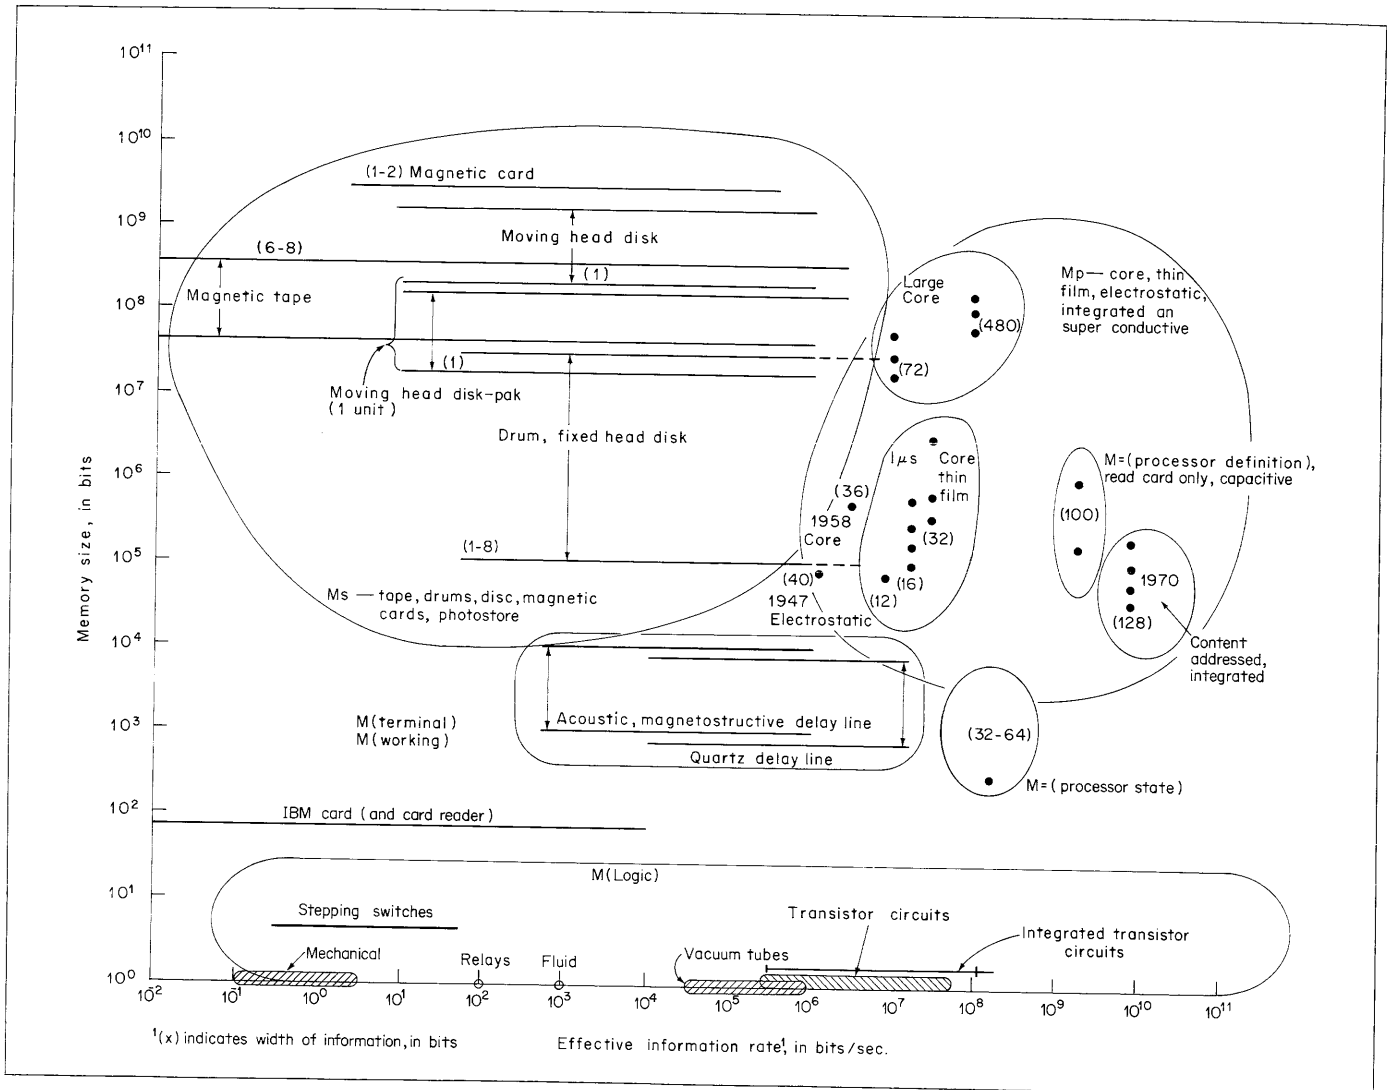 10¹¹
10¹⁰
(1-2) Magnetic card
10⁹
Moving head disk
(6-8)
(1)
Magnetic tape
10⁸
Large
Core
(480)
Mp— core, thin
film, electrostatic,
integrated an
super conductive
(72)
(1)
10⁷
Moving head disk-pak
(1 unit)
Drum, fixed head disk
Memory size, in bits
10⁶
1μs
Core
thin
film
(36)
1958
Core
(32)
(16)
(12)
M=(processor definition),
read card only, capacitive
(100)
10⁵
(1-8)
(40)
1947
Electrostatic
1970
(128)
Content
addressed,
integrated
Ms — tape, drums, disc, magnetic
cards, photostore
10⁴
10³
M(terminal)
M(working)
Acoustic, magnetostructive delay line
Quartz delay line
(32-64)
M=(processor state)
10²
IBM card (and card reader)
M(Logic)
10¹
Stepping switches
Transistor circuits
Integrated transistor
circuits
Mechanical
Relays
Fluid
Vacuum tubes
10⁰
10⁻² 10⁻¹ 10⁰ 10¹ 10² 10³ 10⁴ 10⁵ 10⁶ 10⁷ 10⁸ 10⁹ 10¹⁰ 10¹¹
¹(x) indicates width of information, in bits
Effective information rate¹, in bits/sec.